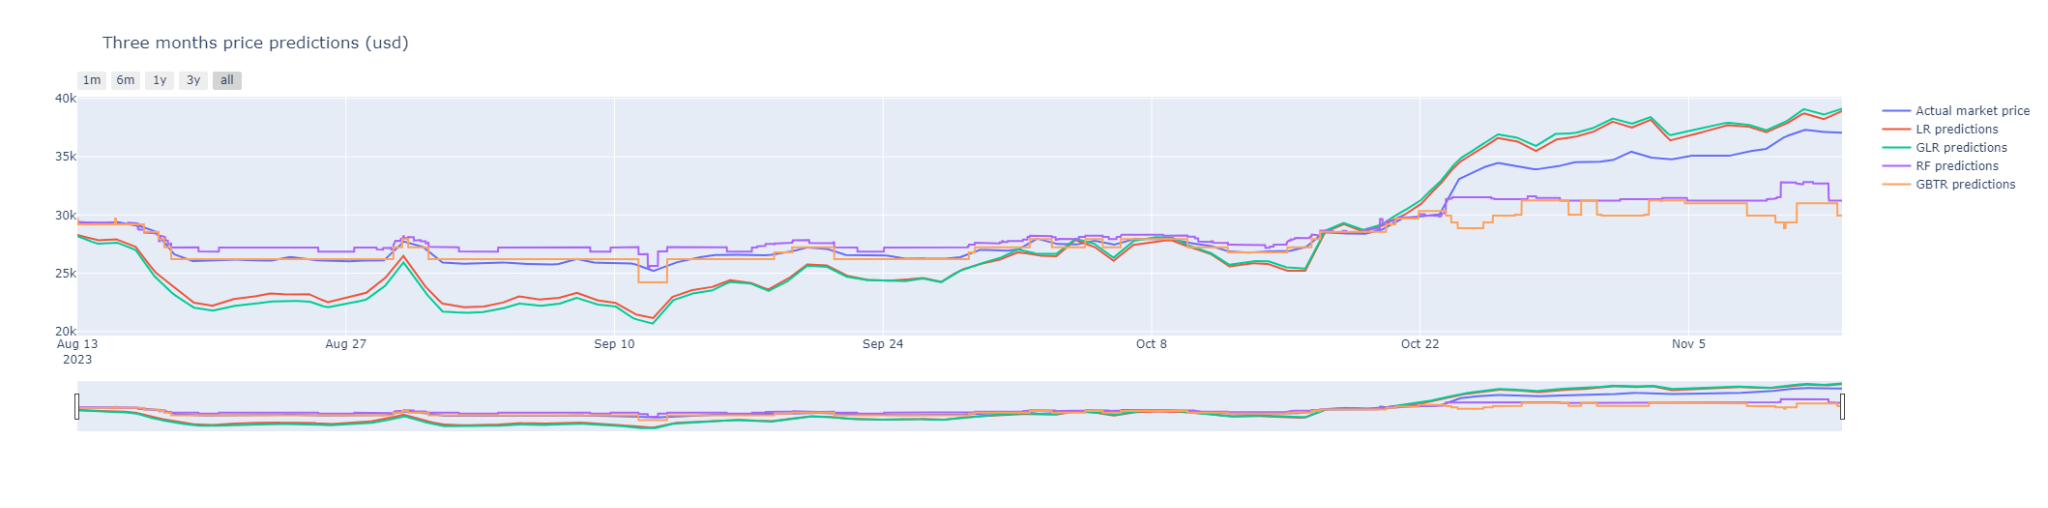 Three months price predictions (usd)
1m 6m 1y 3y all
40k
35k
30k
25k
20k
Aug 13 Aug 27 Sep 10 Sep 24 Oct 8 Oct 22 Nov 5
2023
Actual market price
LR predictions
GLR predictions
RF predictions
GBTR predictions